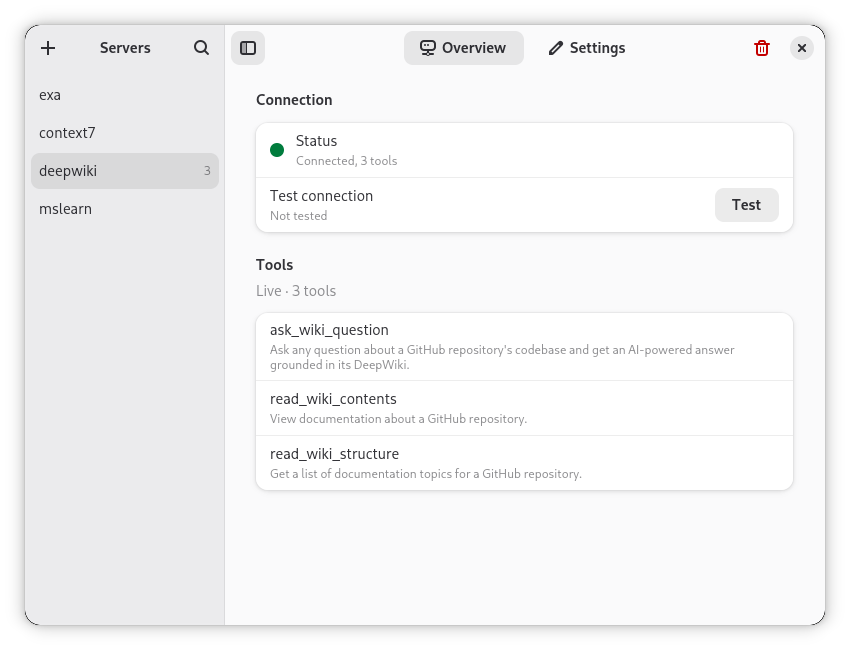 Servers
Overview
Settings
exa
context7
deepwiki 3
mslearn
Connection
Status
Connected, 3 tools
Test connection
Not tested
Test
Tools
Live · 3 tools
ask_wiki_question
Ask any question about a GitHub repository's codebase and get an AI-powered answer
grounded in its DeepWiki.
read_wiki_contents
View documentation about a GitHub repository.
read_wiki_structure
Get a list of documentation topics for a GitHub repository.